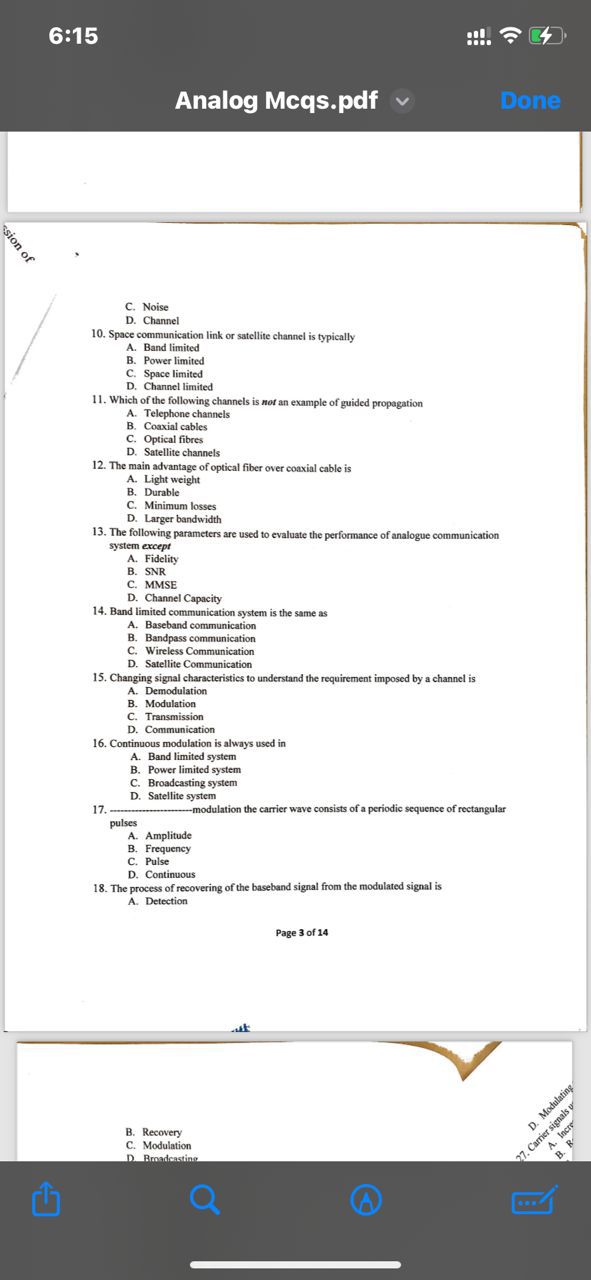 6:15
Analog Mcqs.pdf
Done
sion of
C. Noise
D. Channel
10. Space communication link or satellite channel is typically
A. Band limited
B. Power limited
C. Space limited
D. Channel limited
11. Which of the following channels is not an example of guided propagation
A. Telephone channels
B. Coaxial cables
C. Optical fibres
D. Satellite channels
12. The main advantage of optical fiber over coaxial cable is
A. Light weight
B. Durable
C. Minimum losses
D. Larger bandwidth
13. The following parameters are used to evaluate the performance of analogue communication
system except
A. Fidelity
B. SNR
C. MMSE
D. Channel Capacity
14. Band limited communication system is the same as
A. Baseband communication
B. Bandpass communication
C. Wireless Communication
D. Satellite Communication
15. Changing signal characteristics to understand the requirement imposed by a channel is
A. Demodulation
B. Modulation
C. Transmission
D. Communication
16. Continuous modulation is always used in
A. Band limited system
B. Power limited system
C. Broadcasting system
D. Satellite system
17. ----------------------modulation the carrier wave consists of a periodic sequence of rectangular
pulses
A. Amplitude
B. Frequency
C. Pulse
D. Continuous
18. The process of recovering of the baseband signal from the modulated signal is
A. Detection
Page 3 of 14
B. Recovery
C. Modulation
D. Broadcasting
D. Modulating
27. Carrier signals
A. Incre
B.